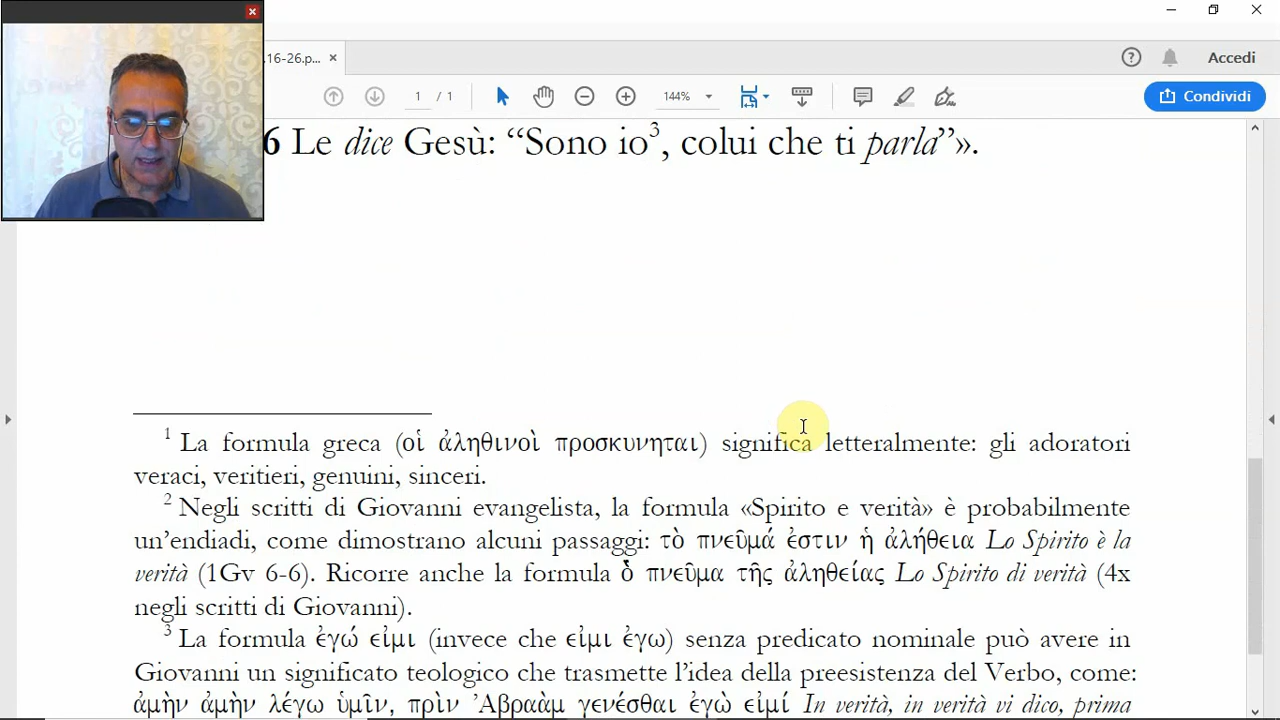 .16-26.p...
Accedi
1 / 1
144%
Condividi
6 Le dice Gesù: “Sono io³, colui che ti parla”».
¹ La formula greca (οἱ ἀληθινοὶ προσκυνηται) significa letteralmente: gli adoratori
veraci, veritieri, genuini, sinceri.
² Negli scritti di Giovanni evangelista, la formula «Spirito e verità» è probabilmente
un’endiadi, come dimostrano alcuni passaggi: τὸ πνεῦμά ἐστιν ἡ ἀλήθεια Lo Spirito è la
verità (1Gv 6-6). Ricorre anche la formula ὃ πνεῦμα τῆς ἀληθείας Lo Spirito di verità (4x
negli scritti di Giovanni).
³ La formula ἐγώ εἰμι (invece che εἰμι ἐγω) senza predicato nominale può avere in
Giovanni un significato teologico che trasmette l’idea della preesistenza del Verbo, come:
ἀμὴν ἀμὴν λέγω ὑμῖν, πρὶν Ἀβραὰμ γενέσθαι ἐγὼ εἰμί In verità, in verità vi dico, prima